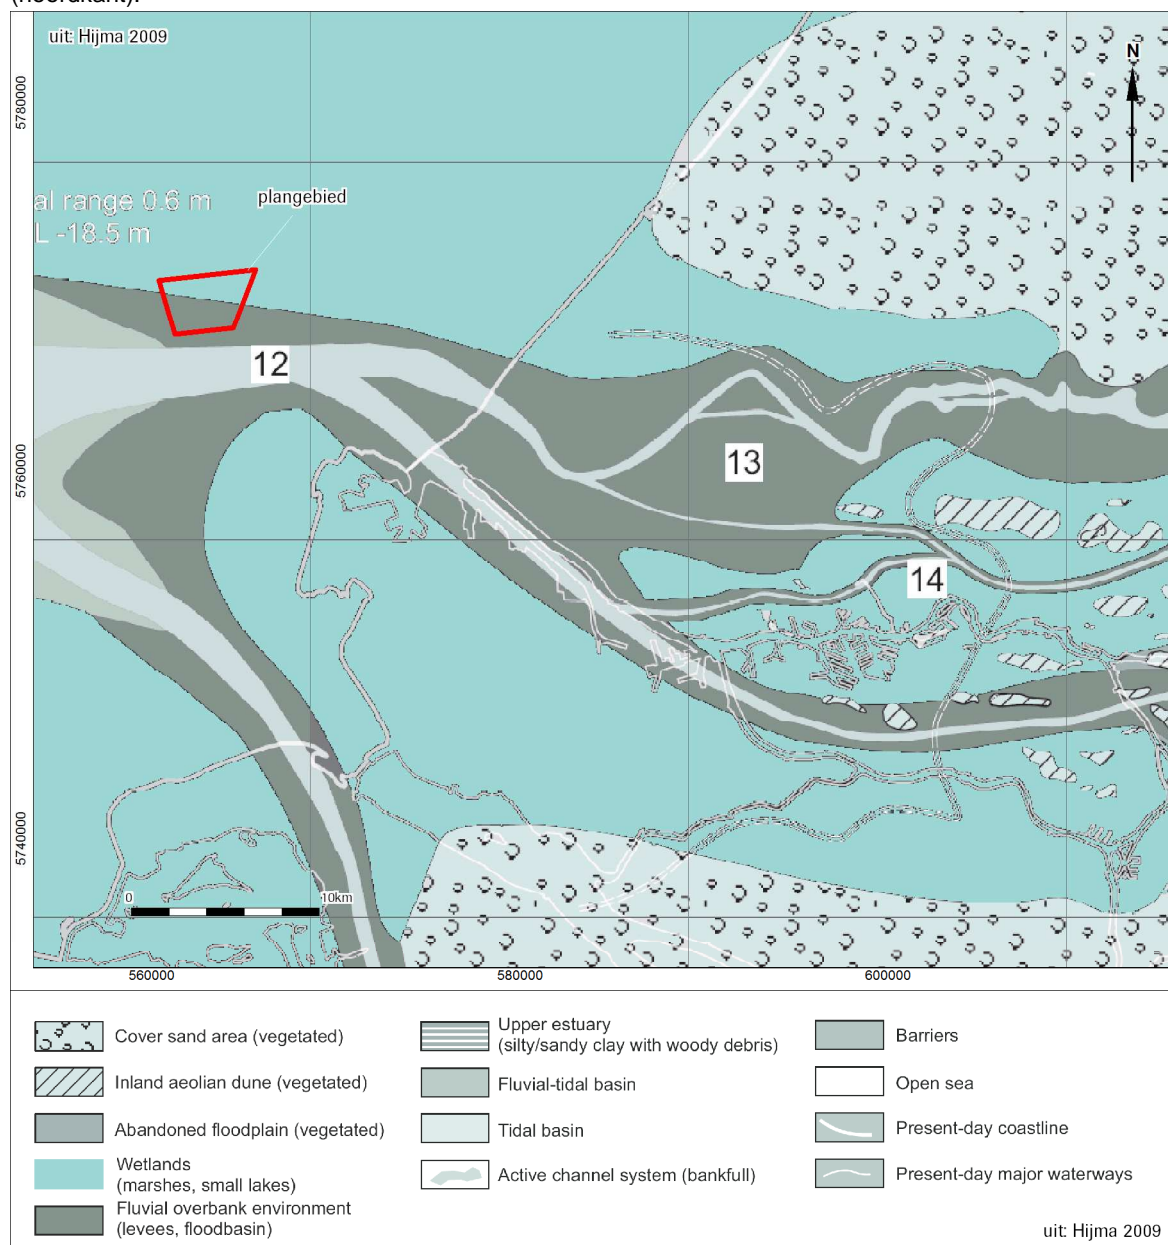 (noordkant).
uit: Hijma 2009
N
5780000
al range 0.6 m
L -18.5 m
plangebied
12
13
5760000
14
5740000
0
10km
560000
580000
600000
Cover sand area (vegetated)
Inland aeolian dune (vegetated)
Abandoned floodplain (vegetated)
Wetlands
(marshes, small lakes)
Fluvial overbank environment
(levees, floodbasin)
Upper estuary
(silty/sandy clay with woody debris)
Fluvial-tidal basin
Tidal basin
Active channel system (bankfull)
Barriers
Open sea
Present-day coastline
Present-day major waterways
uit: Hijma 2009